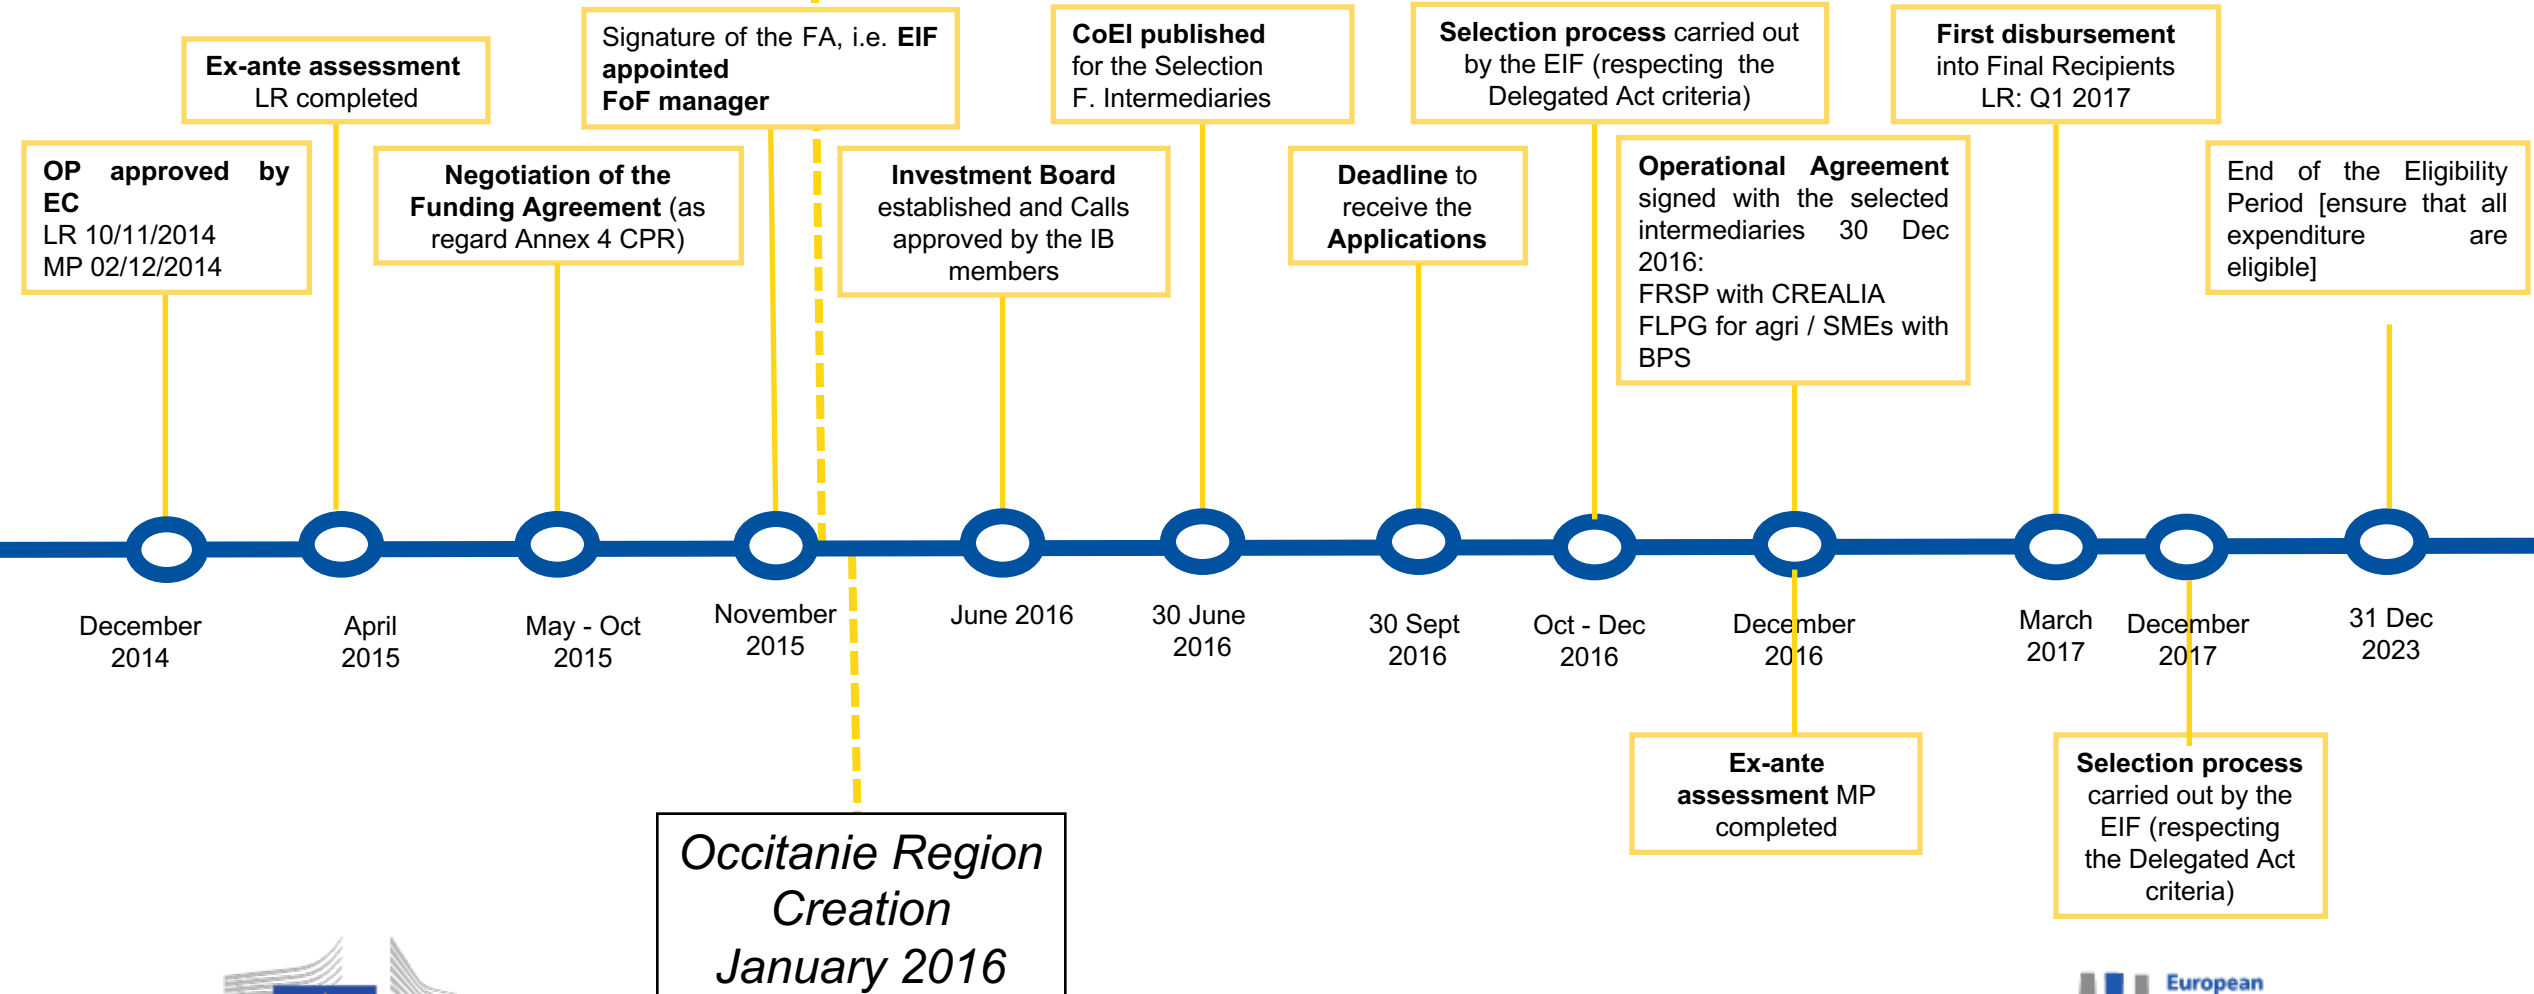 Ex-ante assessment
LR completed
Signature of the FA, i.e. EIF
appointed
FoF manager
CoEI published
for the Selection
F. Intermediaries
Selection process carried out
by the EIF (respecting the
Delegated Act criteria)
First disbursement
into Final Recipients
LR: Q1 2017
OP approved by
EC
LR 10/11/2014
MP 02/12/2014
Negotiation of the
Funding Agreement (as
regard Annex 4 CPR)
Investment Board
established and Calls
approved by the IB
members
Deadline to
receive the
Applications
Operational Agreement
signed with the selected
intermediaries 30 Dec
2016:
FRSP with CREALIA
FLPG for agri / SMEs with
BPS
End of the Eligibility
Period [ensure that all
expenditure are
eligible]
December
2014
April
2015
May - Oct
2015
November
2015
June 2016
30 June
2016
30 Sept
2016
Oct - Dec
2016
December
2016
March
2017
December
2017
31 Dec
2023
Ex-ante
assessment MP
completed
Selection process
carried out by the
EIF (respecting
the Delegated Act
criteria)
Occitanie Region
Creation
January 2016
European